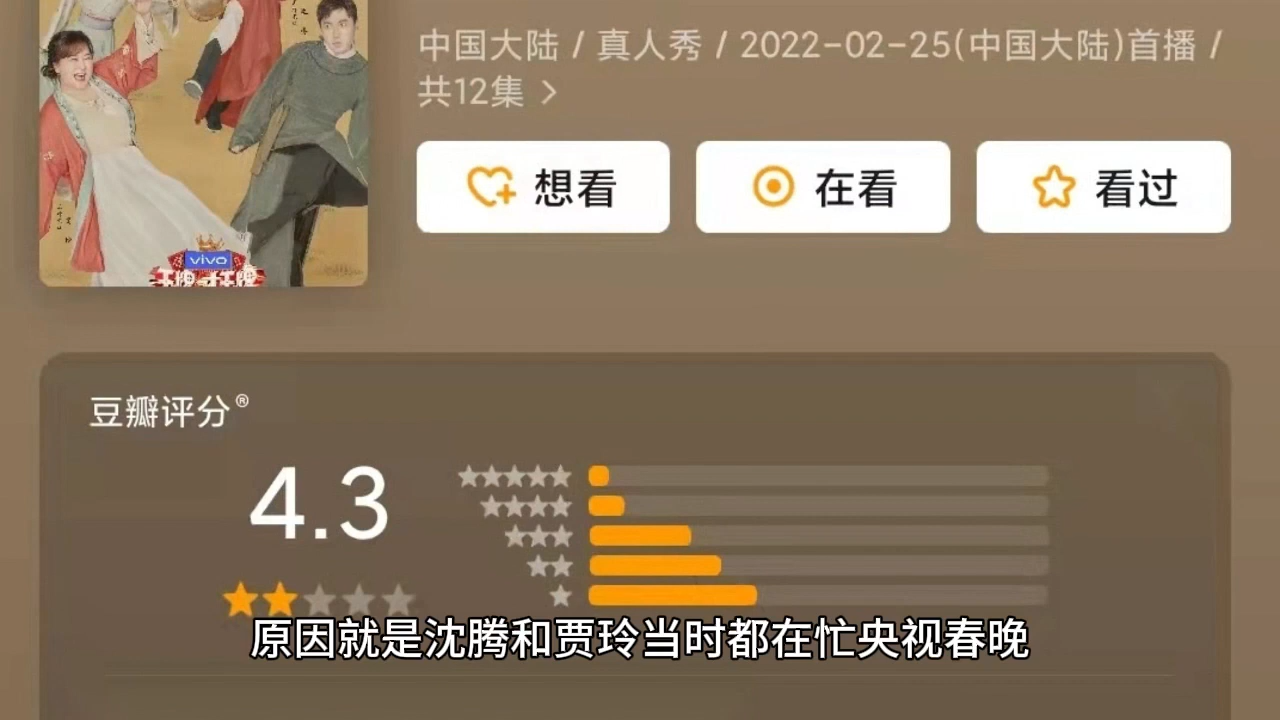 中国大陆 / 真人秀 / 2022-02-25(中国大陆)首播 /
共12集 >
想看
在看
看过
vivo
豆瓣评分®
4.3
原因就是沈腾和贾玲当时都在忙央视春晚